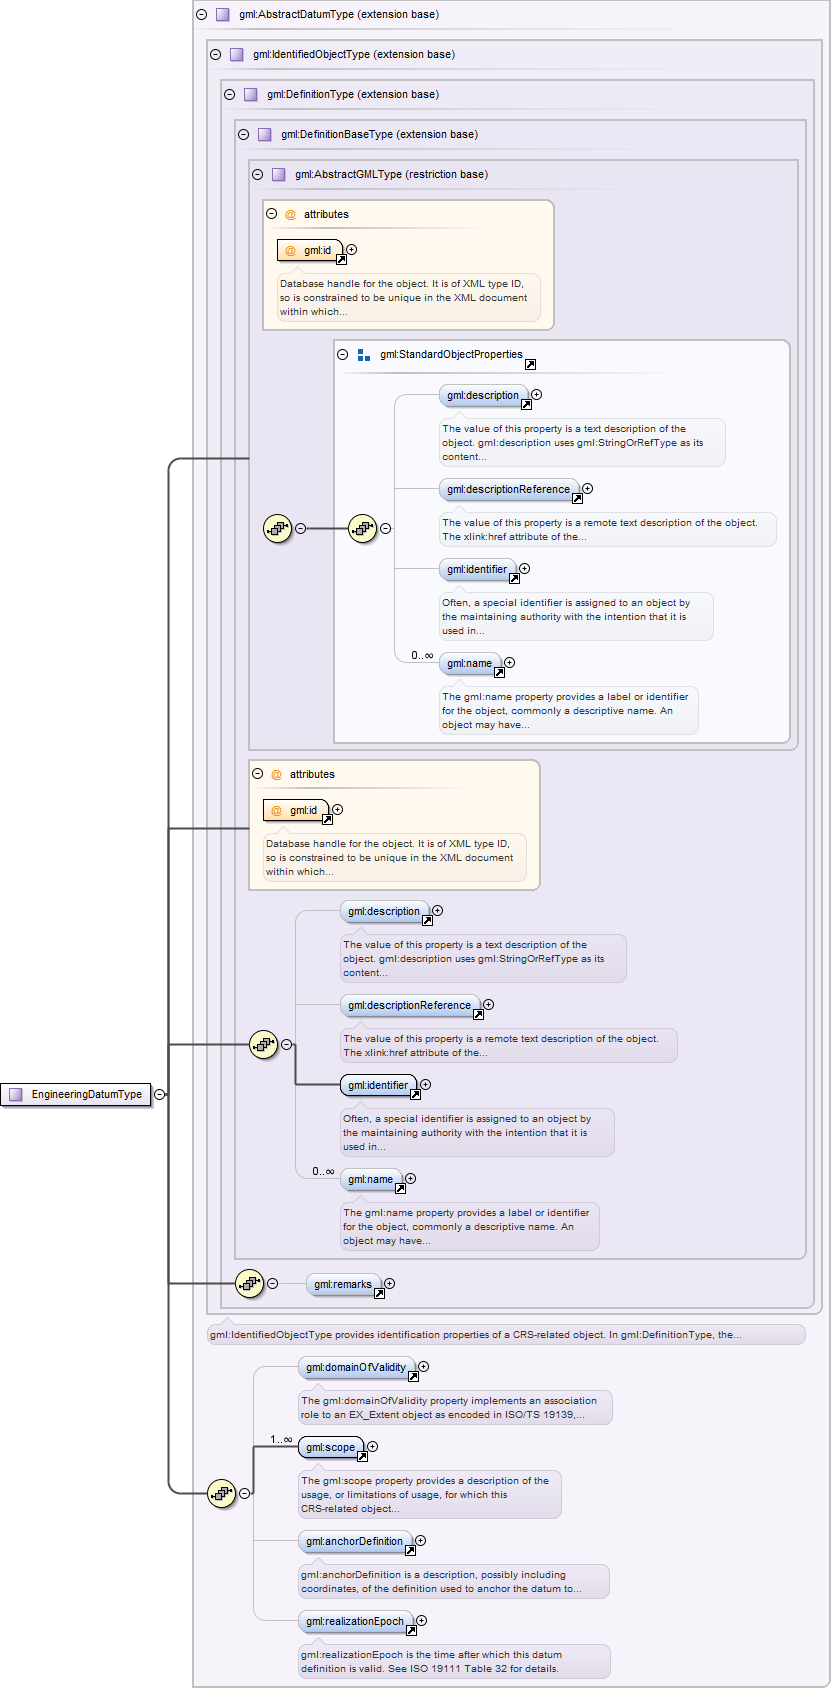 gml:AbstractDatumType (extension base)
gml:IdentifiedObjectType (extension base)
gml:DefinitionType (extension base)
gml:DefinitionBaseType (extension base)
gml:AbstractGMLType (restriction base)
@ attributes
@ gml:id
Database handle for the object. It is of XML type ID,
so is constrained to be unique in the XML document
within which...
gml:StandardObjectProperties
gml:description
The value of this property is a text description of the
object. gml:description uses gml:StringOrRefType as its
content...
gml:descriptionReference
The value of this property is a remote text description of the object.
The xlink:href attribute of the...
gml:identifier
Often, a special identifier is assigned to an object by
the maintaining authority with the intention that it is
used in...
0..∞
gml:name
The gml:name property provides a label or identifier
for the object, commonly a descriptive name. An
object may have...
@ attributes
@ gml:id
Database handle for the object. It is of XML type ID,
so is constrained to be unique in the XML document
within which...
gml:description
The value of this property is a text description of the
object. gml:description uses gml:StringOrRefType as its
content...
gml:descriptionReference
The value of this property is a remote text description of the object.
The xlink:href attribute of the...
gml:identifier
EngineeringDatumType
Often, a special identifier is assigned to an object by
the maintaining authority with the intention that it is
used in...
0..∞
gml:name
The gml:name property provides a label or identifier
for the object, commonly a descriptive name. An
object may have...
gml:remarks
gml:IdentifiedObjectType provides identification properties of a CRS-related object. In gml:DefinitionType, the...
gml:domainOfValidity
The gml:domainOfValidity property implements an association
role to an EX_Extent object as encoded in ISO/TS 19139,...
1..∞
gml:scope
The gml:scope property provides a description of the
usage, or limitations of usage, for which this
CRS-related object...
gml:anchorDefinition
gml:anchorDefinition is a description, possibly including
coordinates, of the definition used to anchor the datum to...
gml:realizationEpoch
gml:realizationEpoch is the time after which this datum
definition is valid. See ISO 19111 Table 32 for details.